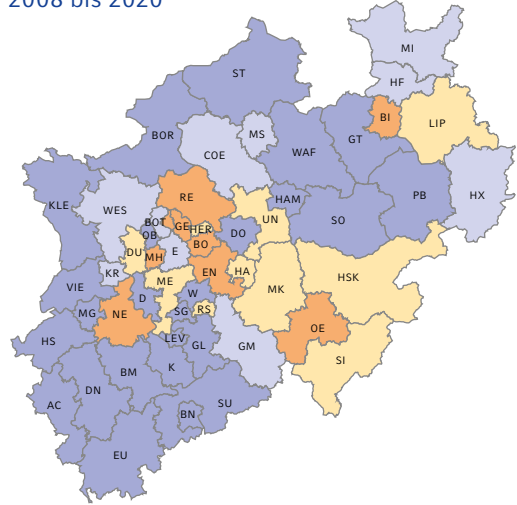 2008 bis 2020
MI
HF
ST
BI
LIP
BOR
MS
GT
COE
WAF
HX
PB
RE
HAM
KLE
WES
SO
BOT
GE
HER
UN
OB
DO
BO
DU
MH
E
KR
EN
HA
HSK
ME
VIE
W
MK
D
MG
NE
SG
RS
OE
HS
LEV
GL
GM
SI
BM
K
DN
AC
SU
BN
EU